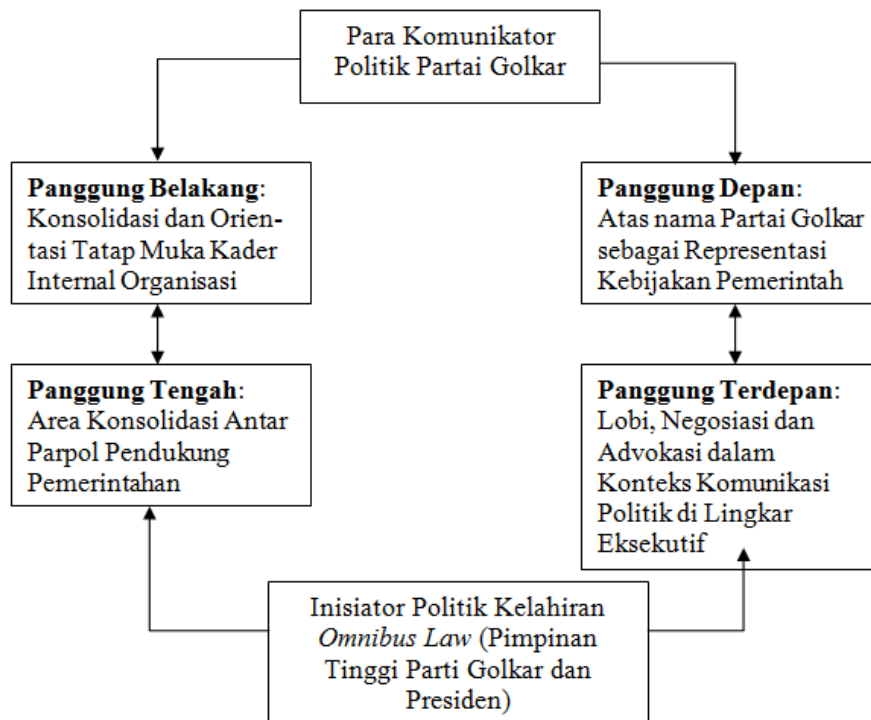 Para Komunikator
Politik Partai Golkar
Panggung Belakang:
Konsolidasi dan Orien-
tasi Tatap Muka Kader
Internal Organisasi
Panggung Depan:
Atas nama Partai Golkar
sebagai Representasi
Kebijakan Pemerintah
Panggung Tengah:
Area Konsolidasi Antar
Parpol Pendukung
Pemerintahan
Panggung Terdepan:
Lobi, Negosiasi dan
Advokasi dalam
Konteks Komunikasi
Politik di Lingkar
Eksekutif
Inisiator Politik Kelahiran
Omnibus Law (Pimpinan
Tinggi Parti Golkar dan
Presiden)